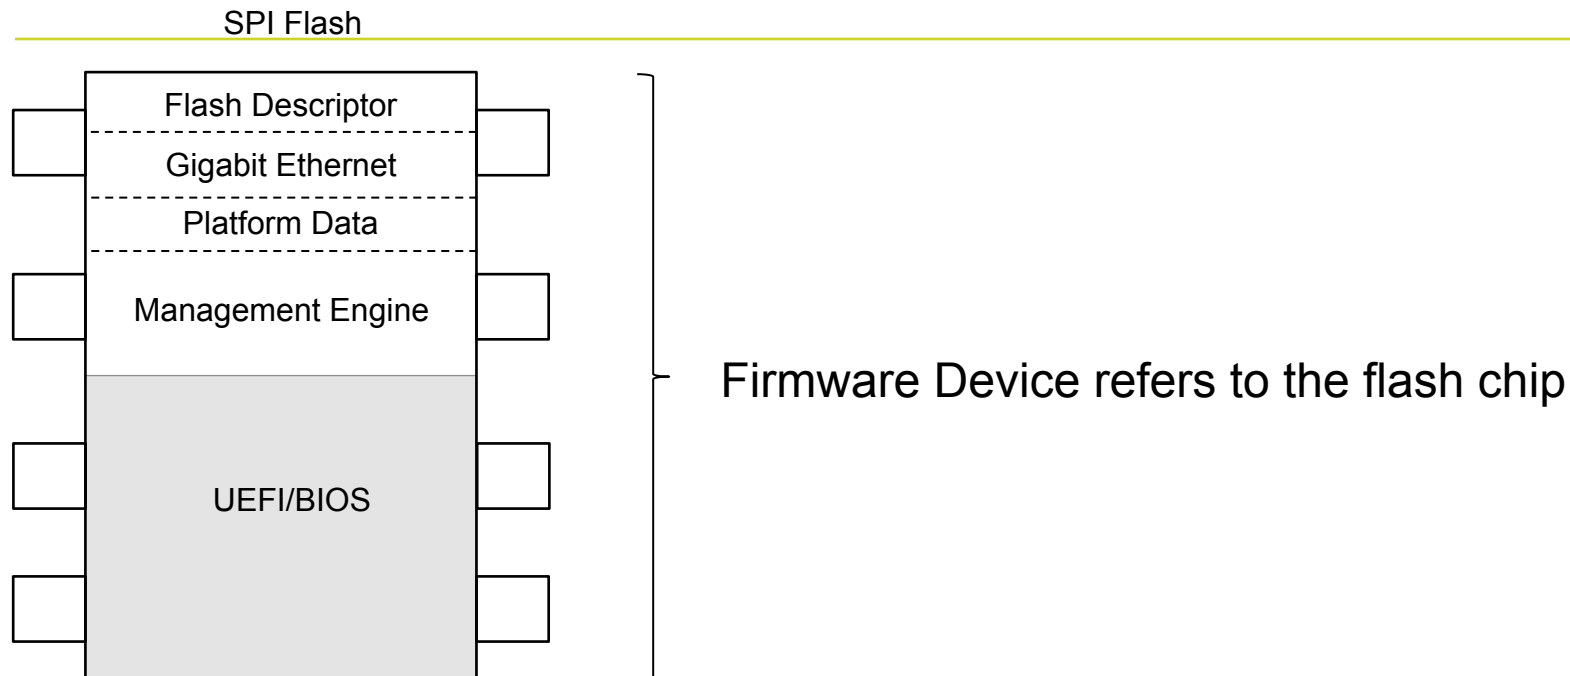 SPI Flash
Flash Descriptor
Gigabit Ethernet
Platform Data
Management Engine
Firmware Device refers to the flash chip
UEFI/BIOS